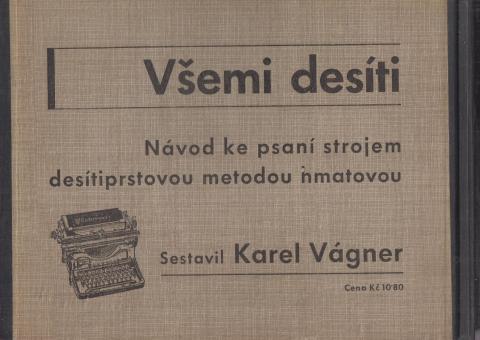 Všemi desíti
Návod ke psaní strojem
desítiprstovou metodou hmatovou
Sestavil Karel Vágner
Cena Kč 10·80